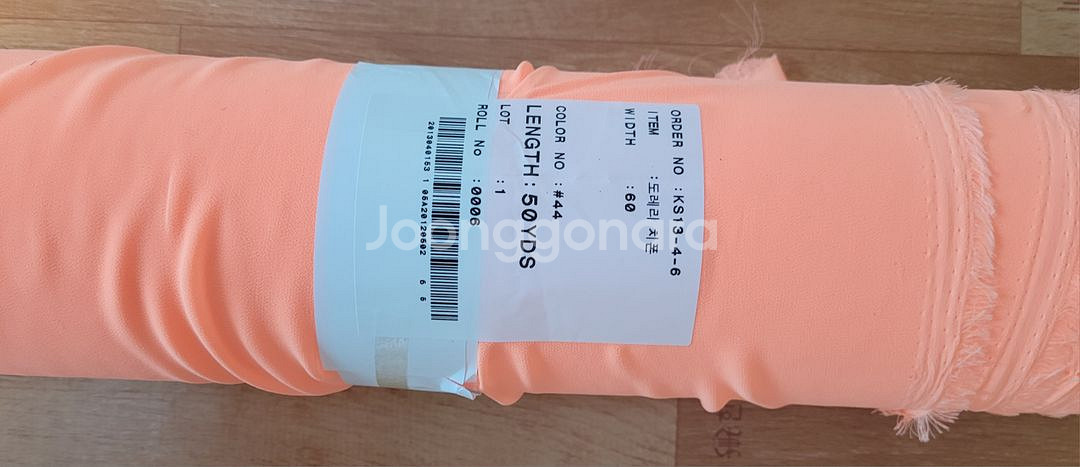 ORDER NO :KS13-4-6
ITEM :도레리 치폰
WIDTH :60
COLOR NO :#44
LENGTH:50YDS
LOT :1
ROLL No :0006
Joonggonara